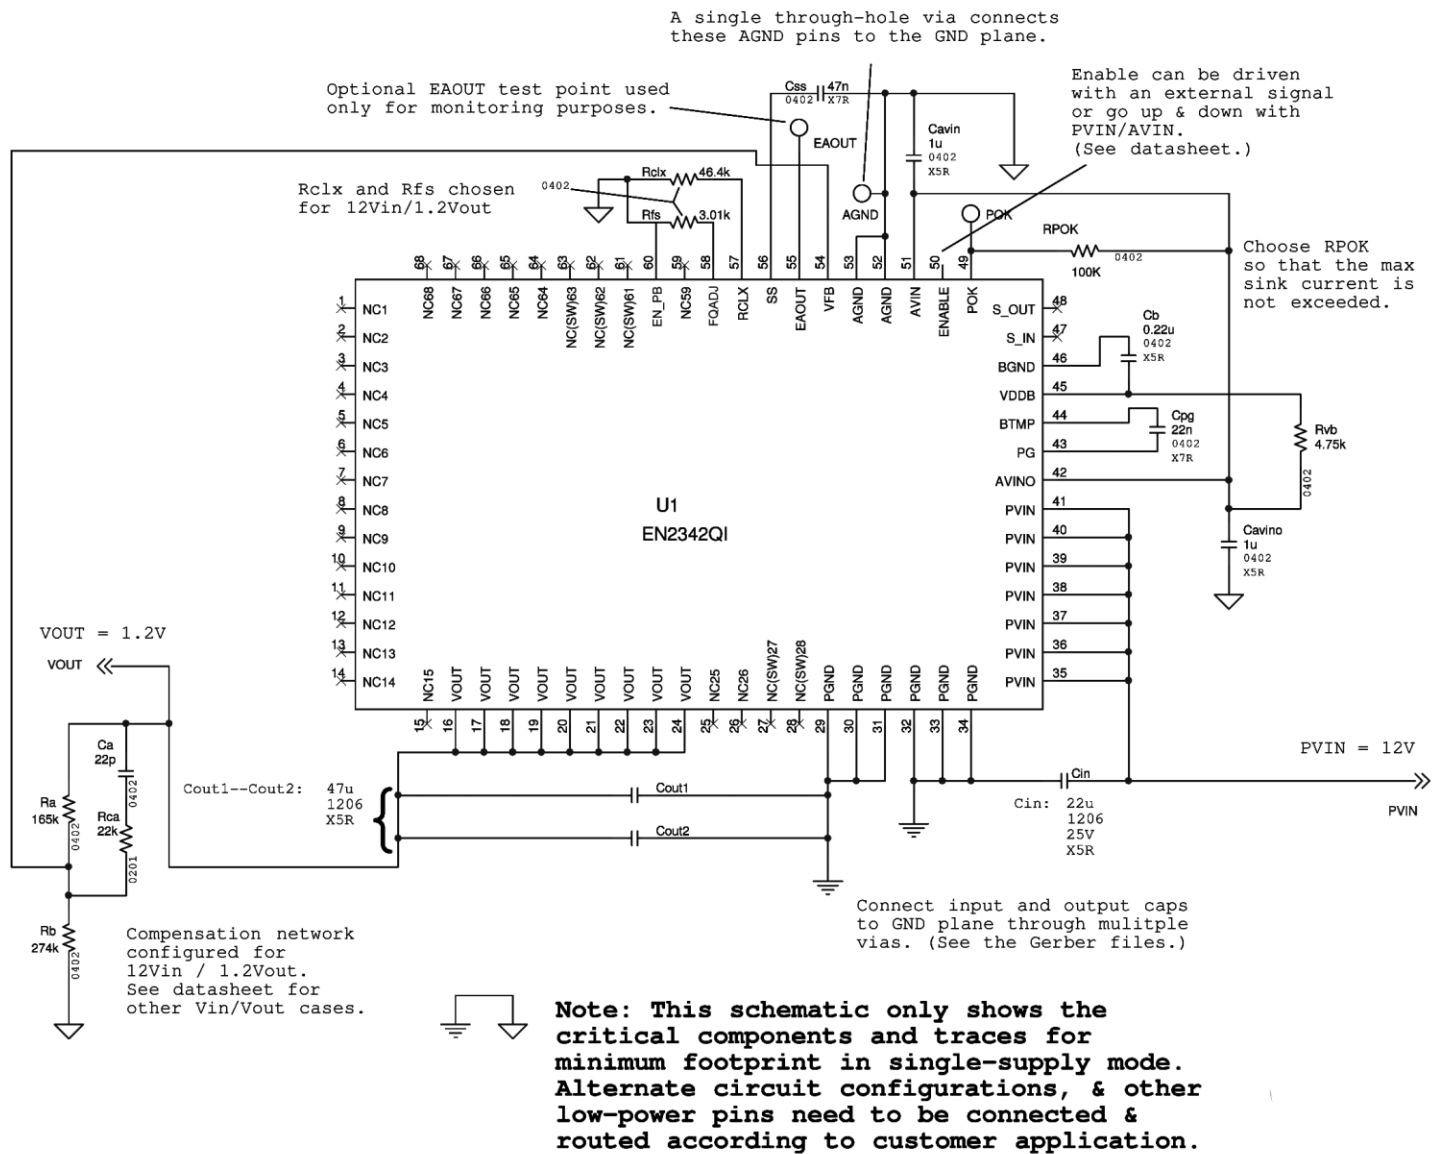 A single through-hole via connects
these AGND pins to the GND plane.
Enable can be driven
with an external signal
or go up & down with
PVIN/AVIN.
(See datasheet.)
Optional EAOUT test point used
only for monitoring purposes.
Css
47n
0402
X7R
EAOUT
Cavin
1u
0402
X5R
Rclx and Rfs chosen
for 12Vin/1.2Vout
0402
Rclx
46.4k
Rfs
3.01k
AGND
POK
RPOK
100K
0402
Choose RPOK
so that the max
sink current is
not exceeded.
68
67
66
65
64
63
62
61
60
59
58
57
56
55
54
53
52
51
50
49
NC68
NC67
NC66
NC65
NC64
NC(SW)63
NC(SW)62
NC(SW)61
EN_PB
NC59
FQADJ
RCLX
SS
EAOUT
VFB
AGND
AGND
AVIN
ENABLE
POK
1 NC1
2 NC2
3 NC3
4 NC4
5 NC5
6 NC6
7 NC7
8 NC8
9 NC9
10 NC10
11 NC11
12 NC12
13 NC13
14 NC14
U1
EN2342QI
S_OUT 48
S_IN 47
BGND 46
VDDB 45
BTMP 44
PG 43
AVINO 42
PVIN 41
PVIN 40
PVIN 39
PVIN 38
PVIN 37
PVIN 36
PVIN 35
Cb
0.22u
0402
X5R
Cpg
22n
0402
X7R
Rvb
4.75k
0402
Cavino
1u
0402
X5R
NC15
VOUT
VOUT
VOUT
VOUT
VOUT
VOUT
VOUT
VOUT
VOUT
NC25
NC26
NC(SW)27
NC(SW)28
PGND
PGND
PGND
PGND
PGND
PGND
15
16
17
18
19
20
21
22
23
24
25
26
27
28
29
30
31
32
33
34
VOUT = 1.2V
VOUT
Ca
22p
0402
Ra
165k
0402
Rca
22k
0201
Rb
274k
0402
Cout1--Cout2:
47u
1206
X5R
Cout1
Cout2
Cin
Cin:
22u
1206
25V
X5R
PVIN = 12V
PVIN
Connect input and output caps
to GND plane through mulitple
vias. (See the Gerber files.)
Compensation network
configured for
12Vin / 1.2Vout.
See datasheet for
other Vin/Vout cases.
Note: This schematic only shows the
critical components and traces for
minimum footprint in single-supply mode.
Alternate circuit configurations, & other
low-power pins need to be connected &
routed according to customer application.